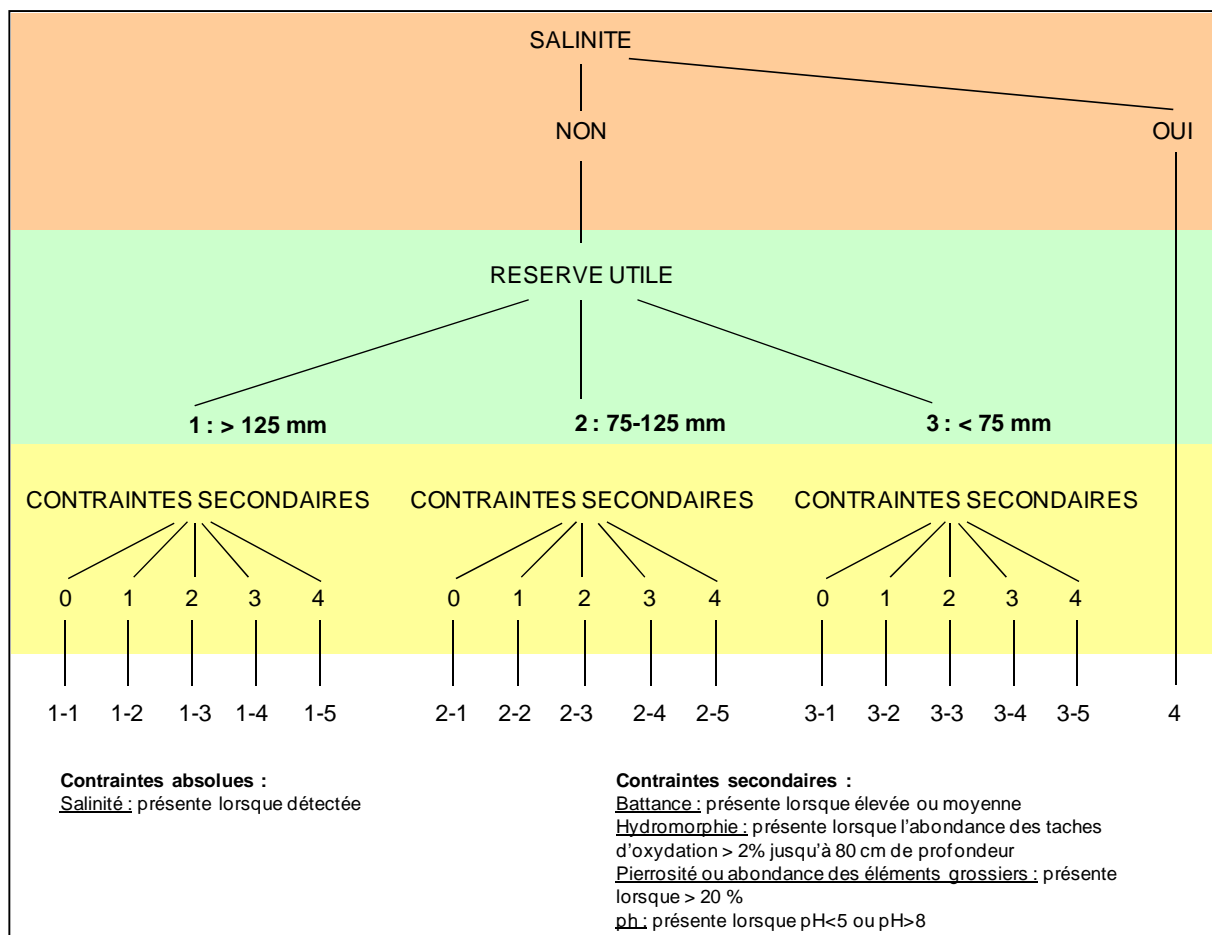 SALINITE
NON OUI
RESERVE UTILE
1 : > 125 mm 2 : 75-125 mm 3 : < 75 mm
CONTRAINTES SECONDAIRES CONTRAINTES SECONDAIRES CONTRAINTES SECONDAIRES
0 1 2 3 4 0 1 2 3 4 0 1 2 3 4
1-1 1-2 1-3 1-4 1-5 2-1 2-2 2-3 2-4 2-5 3-1 3-2 3-3 3-4 3-5 4
Contraintes absolues :
Salinité : présente lorsque détectée
Contraintes secondaires :
Battance : présente lorsque élevée ou moyenne
Hydromorphie : présente lorsque l'abondance des taches
d'oxydation > 2% jusqu'à 80 cm de profondeur
Pierrosité ou abondance des éléments grossiers : présente
lorsque > 20 %
ph : présente lorsque pH<5 ou pH>8